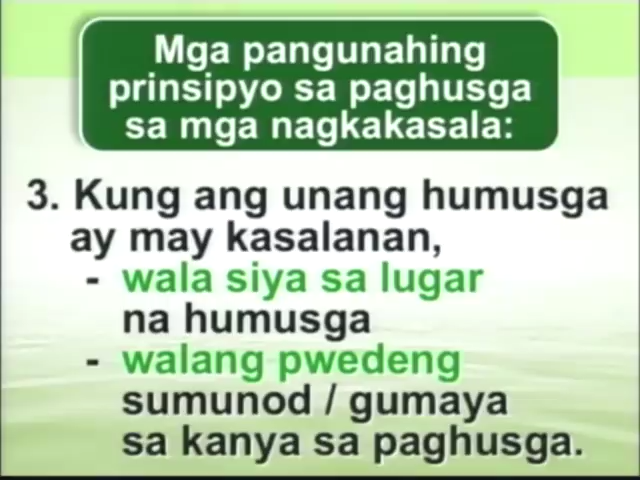 Mga pangunahing
prinsipyo sa paghusga
sa mga nagkakasala:
3. Kung ang unang humusga
ay may kasalanan,
- wala siya sa lugar
na humusga
- walang pwedeng
sumunod / gumaya
sa kanya sa paghusga.